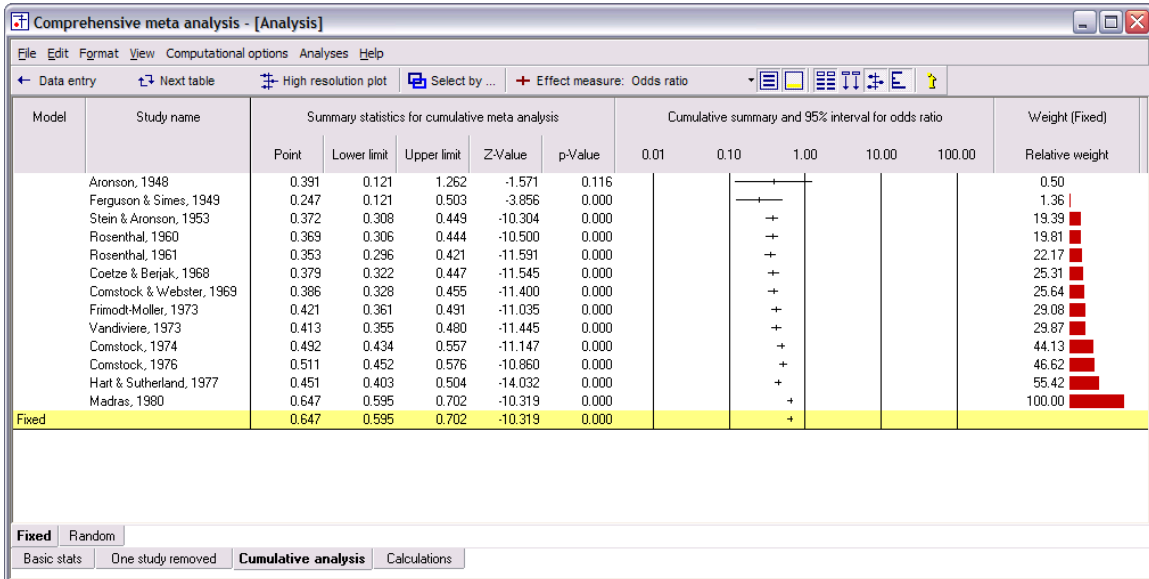 Comprehensive meta analysis - [Analysis]
File Edit Format View Computational options Analyses Help
← Data entry Next table High resolution plot Select by ... Effect measure: Odds ratio
Model Study name Summary statistics for cumulative meta analysis Cumulative summary and 95% interval for odds ratio Weight (Fixed)
Point Lower limit Upper limit Z-Value p-Value 0.01 0.10 1.00 10.00 100.00 Relative weight
Aronson, 1948 0.391 0.121 1.262 -1.571 0.116 0.50
Ferguson & Simes, 1949 0.247 0.121 0.503 -3.856 0.000 1.36
Stein & Aronson, 1953 0.372 0.308 0.449 -10.304 0.000 19.39
Rosenthal, 1960 0.369 0.306 0.444 -10.500 0.000 19.81
Rosenthal, 1961 0.353 0.296 0.421 -11.591 0.000 22.17
Coetze & Berjak, 1968 0.379 0.322 0.447 -11.545 0.000 25.31
Comstock & Webster, 1969 0.386 0.328 0.455 -11.400 0.000 25.64
Frimodt-Moller, 1973 0.421 0.361 0.491 -11.035 0.000 29.08
Vandiviere, 1973 0.413 0.355 0.480 -11.445 0.000 29.87
Comstock, 1974 0.492 0.434 0.557 -11.147 0.000 44.13
Comstock, 1976 0.511 0.452 0.576 -10.860 0.000 46.62
Hart & Sutherland, 1977 0.451 0.403 0.504 -14.032 0.000 55.42
Madras, 1980 0.647 0.595 0.702 -10.319 0.000 100.00
Fixed 0.647 0.595 0.702 -10.319 0.000
Fixed Random
Basic stats One study removed Cumulative analysis Calculations